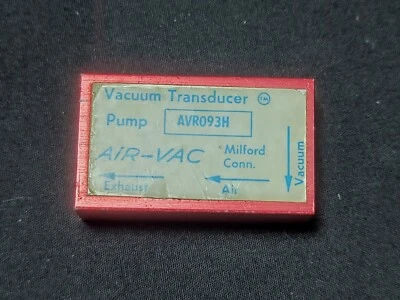 Vacuum Transducer TM
Pump AVR093H
AIR-VAC Milford Conn.
Vacuum
Exhaust Air